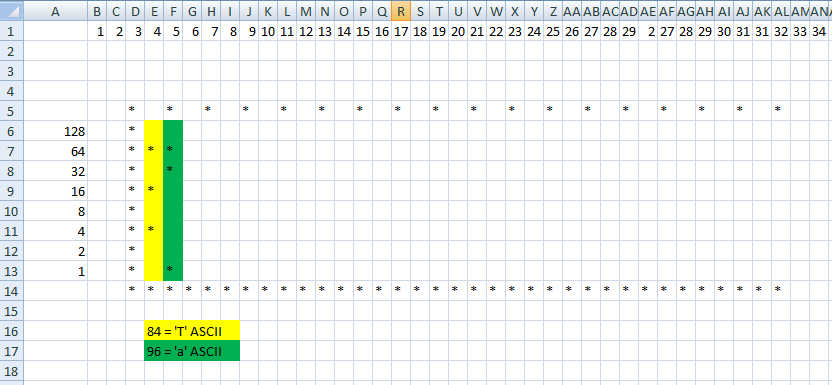 A B C D E F G H I J K L M N O P Q R S T U V W X Y Z AA AB AC AD AE AF AG AH AI AJ AK AL AM AN
1 1 2 3 4 5 6 7 8 9 10 11 12 13 14 15 16 17 18 19 20 21 22 23 24 25 26 27 28 29 2 27 28 29 30 31 31 32 33 34
2
3
4
5 * * * * * * * * * * * * * * * * * *
6 128 *
7 64 * * *
8 32 * *
9 16 * *
10 8 *
11 4 * *
12 2 *
13 1 * *
14 * * * * * * * * * * * * * * * * * * * * * * * * * * * * * * * * * * *
15
16 84 = 'T' ASCII
17 96 = 'a' ASCII
18